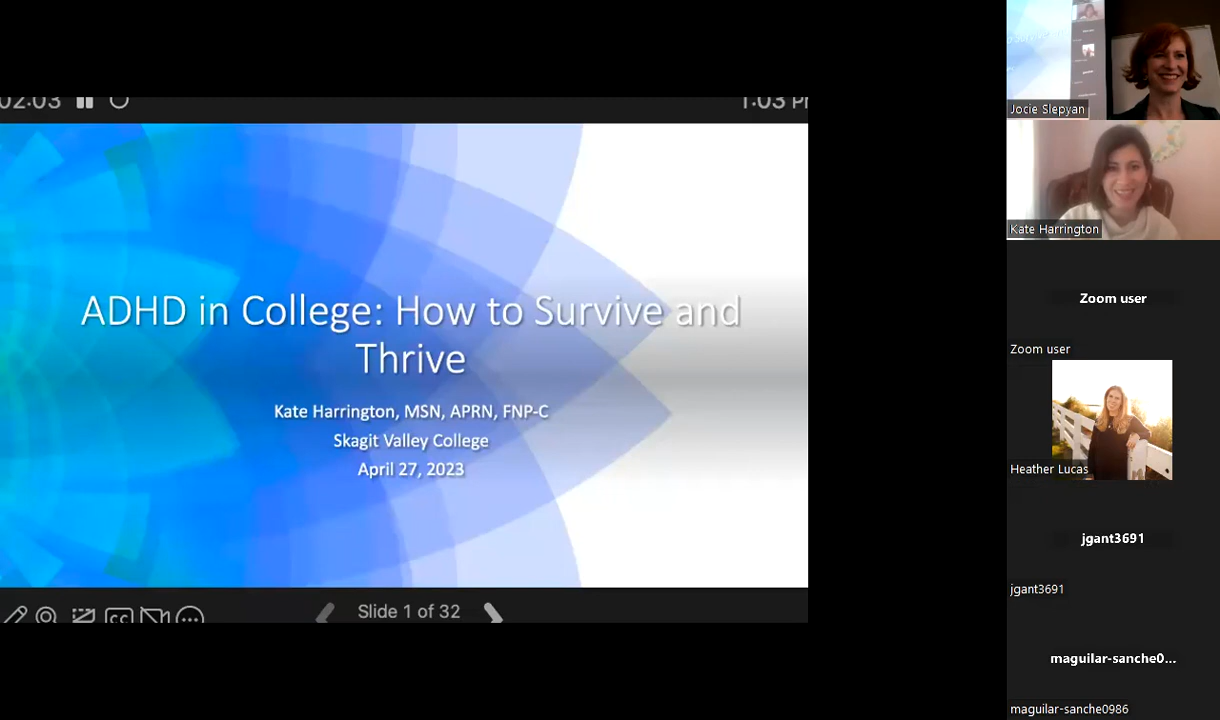 02:03
1:03 P
ADHD in College: How to Survive and
Thrive
Kate Harrington, MSN, APRN, FNP-C
Skagit Valley College
April 27, 2023
CC
Slide 1 of 32
Jocie Slepyan
Kate Harrington
Zoom user
Zoom user
Heather Lucas
jgant3691
jgant3691
maguilar-sanche0...
maguilar-sanche0986